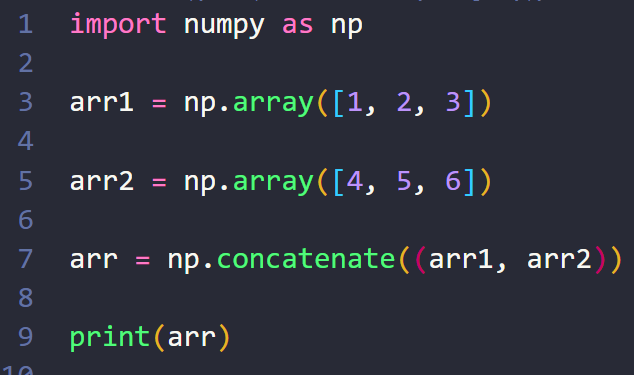 1 import numpy as np
2
3 arr1 = np.array([1, 2, 3])
4
5 arr2 = np.array([4, 5, 6])
6
7 arr = np.concatenate((arr1, arr2))
8
9 print(arr)
10